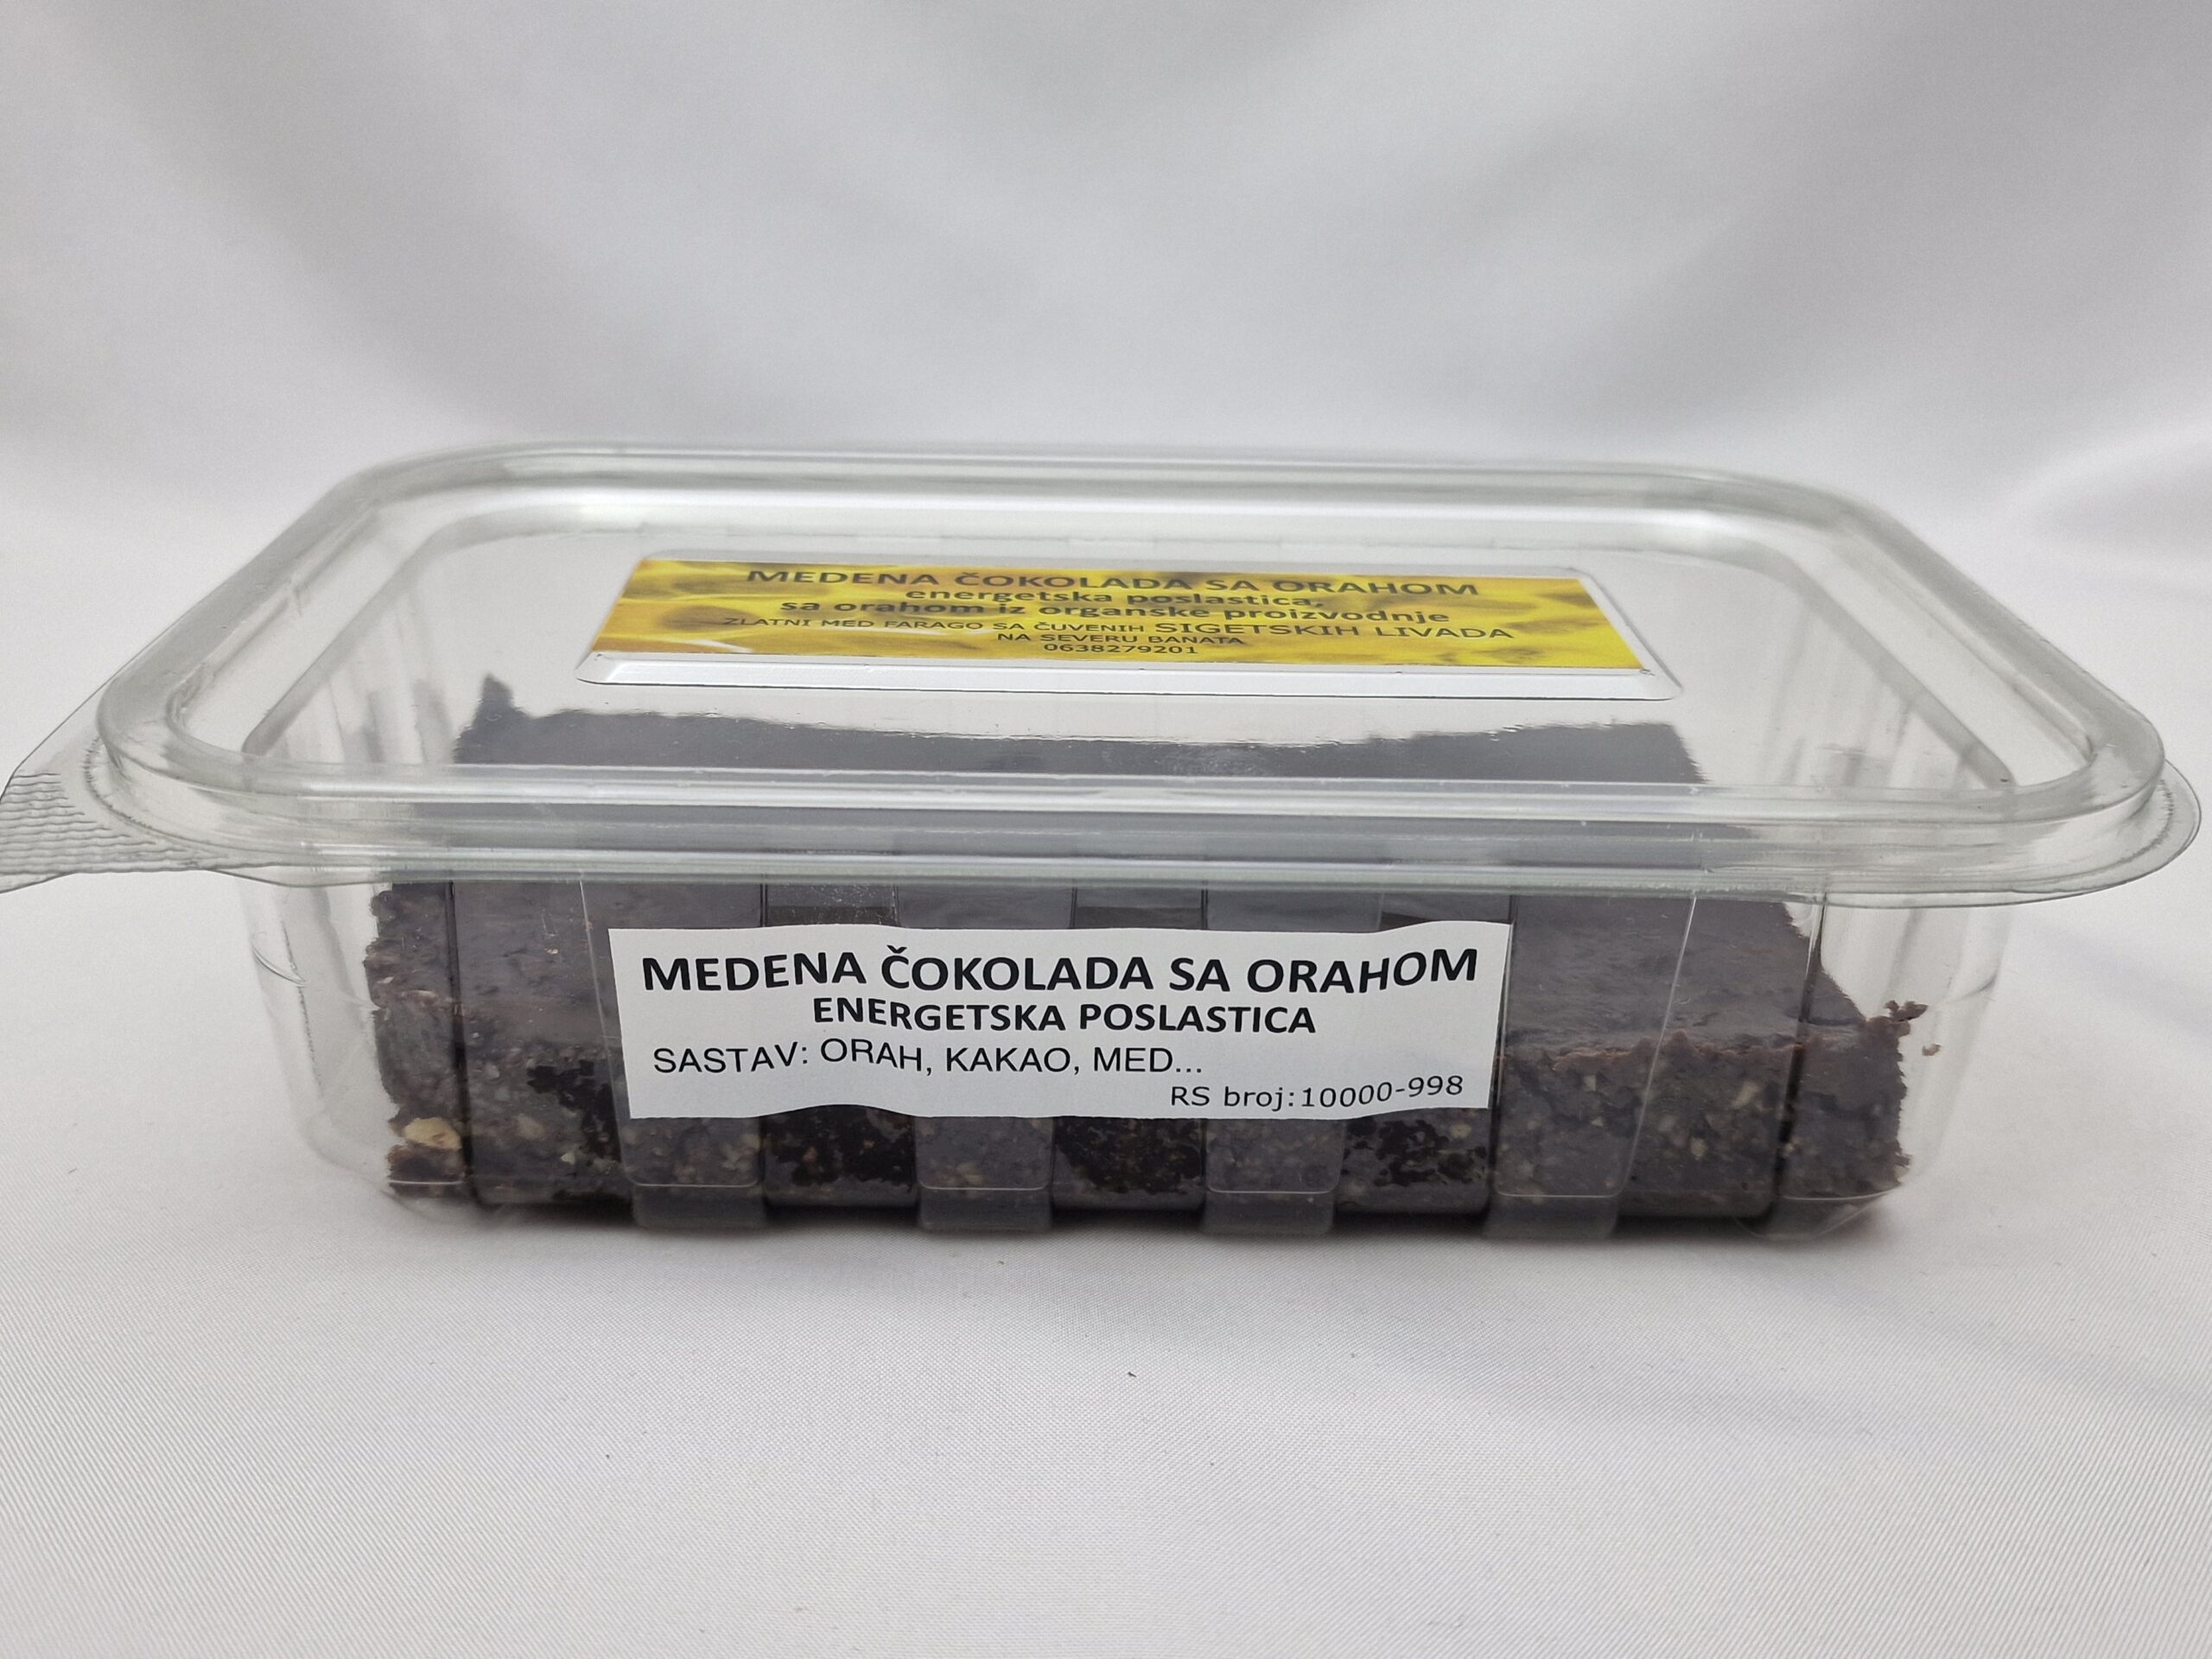 MEDENA ČOKOLADA SA ORAHOM
energetska poslastica,
sa orahom iz organske proizvodnje
ZLATNI MED FARAGO SA ČUVENIH SIGETSKIH LIVADA
NA SEVERU BANATA
0638279201
MEDENA ČOKOLADA SA ORAHOM
ENERGETSKA POSLASTICA
SASTAV: ORAH, KAKAO, MED...
RS broj:10000-998